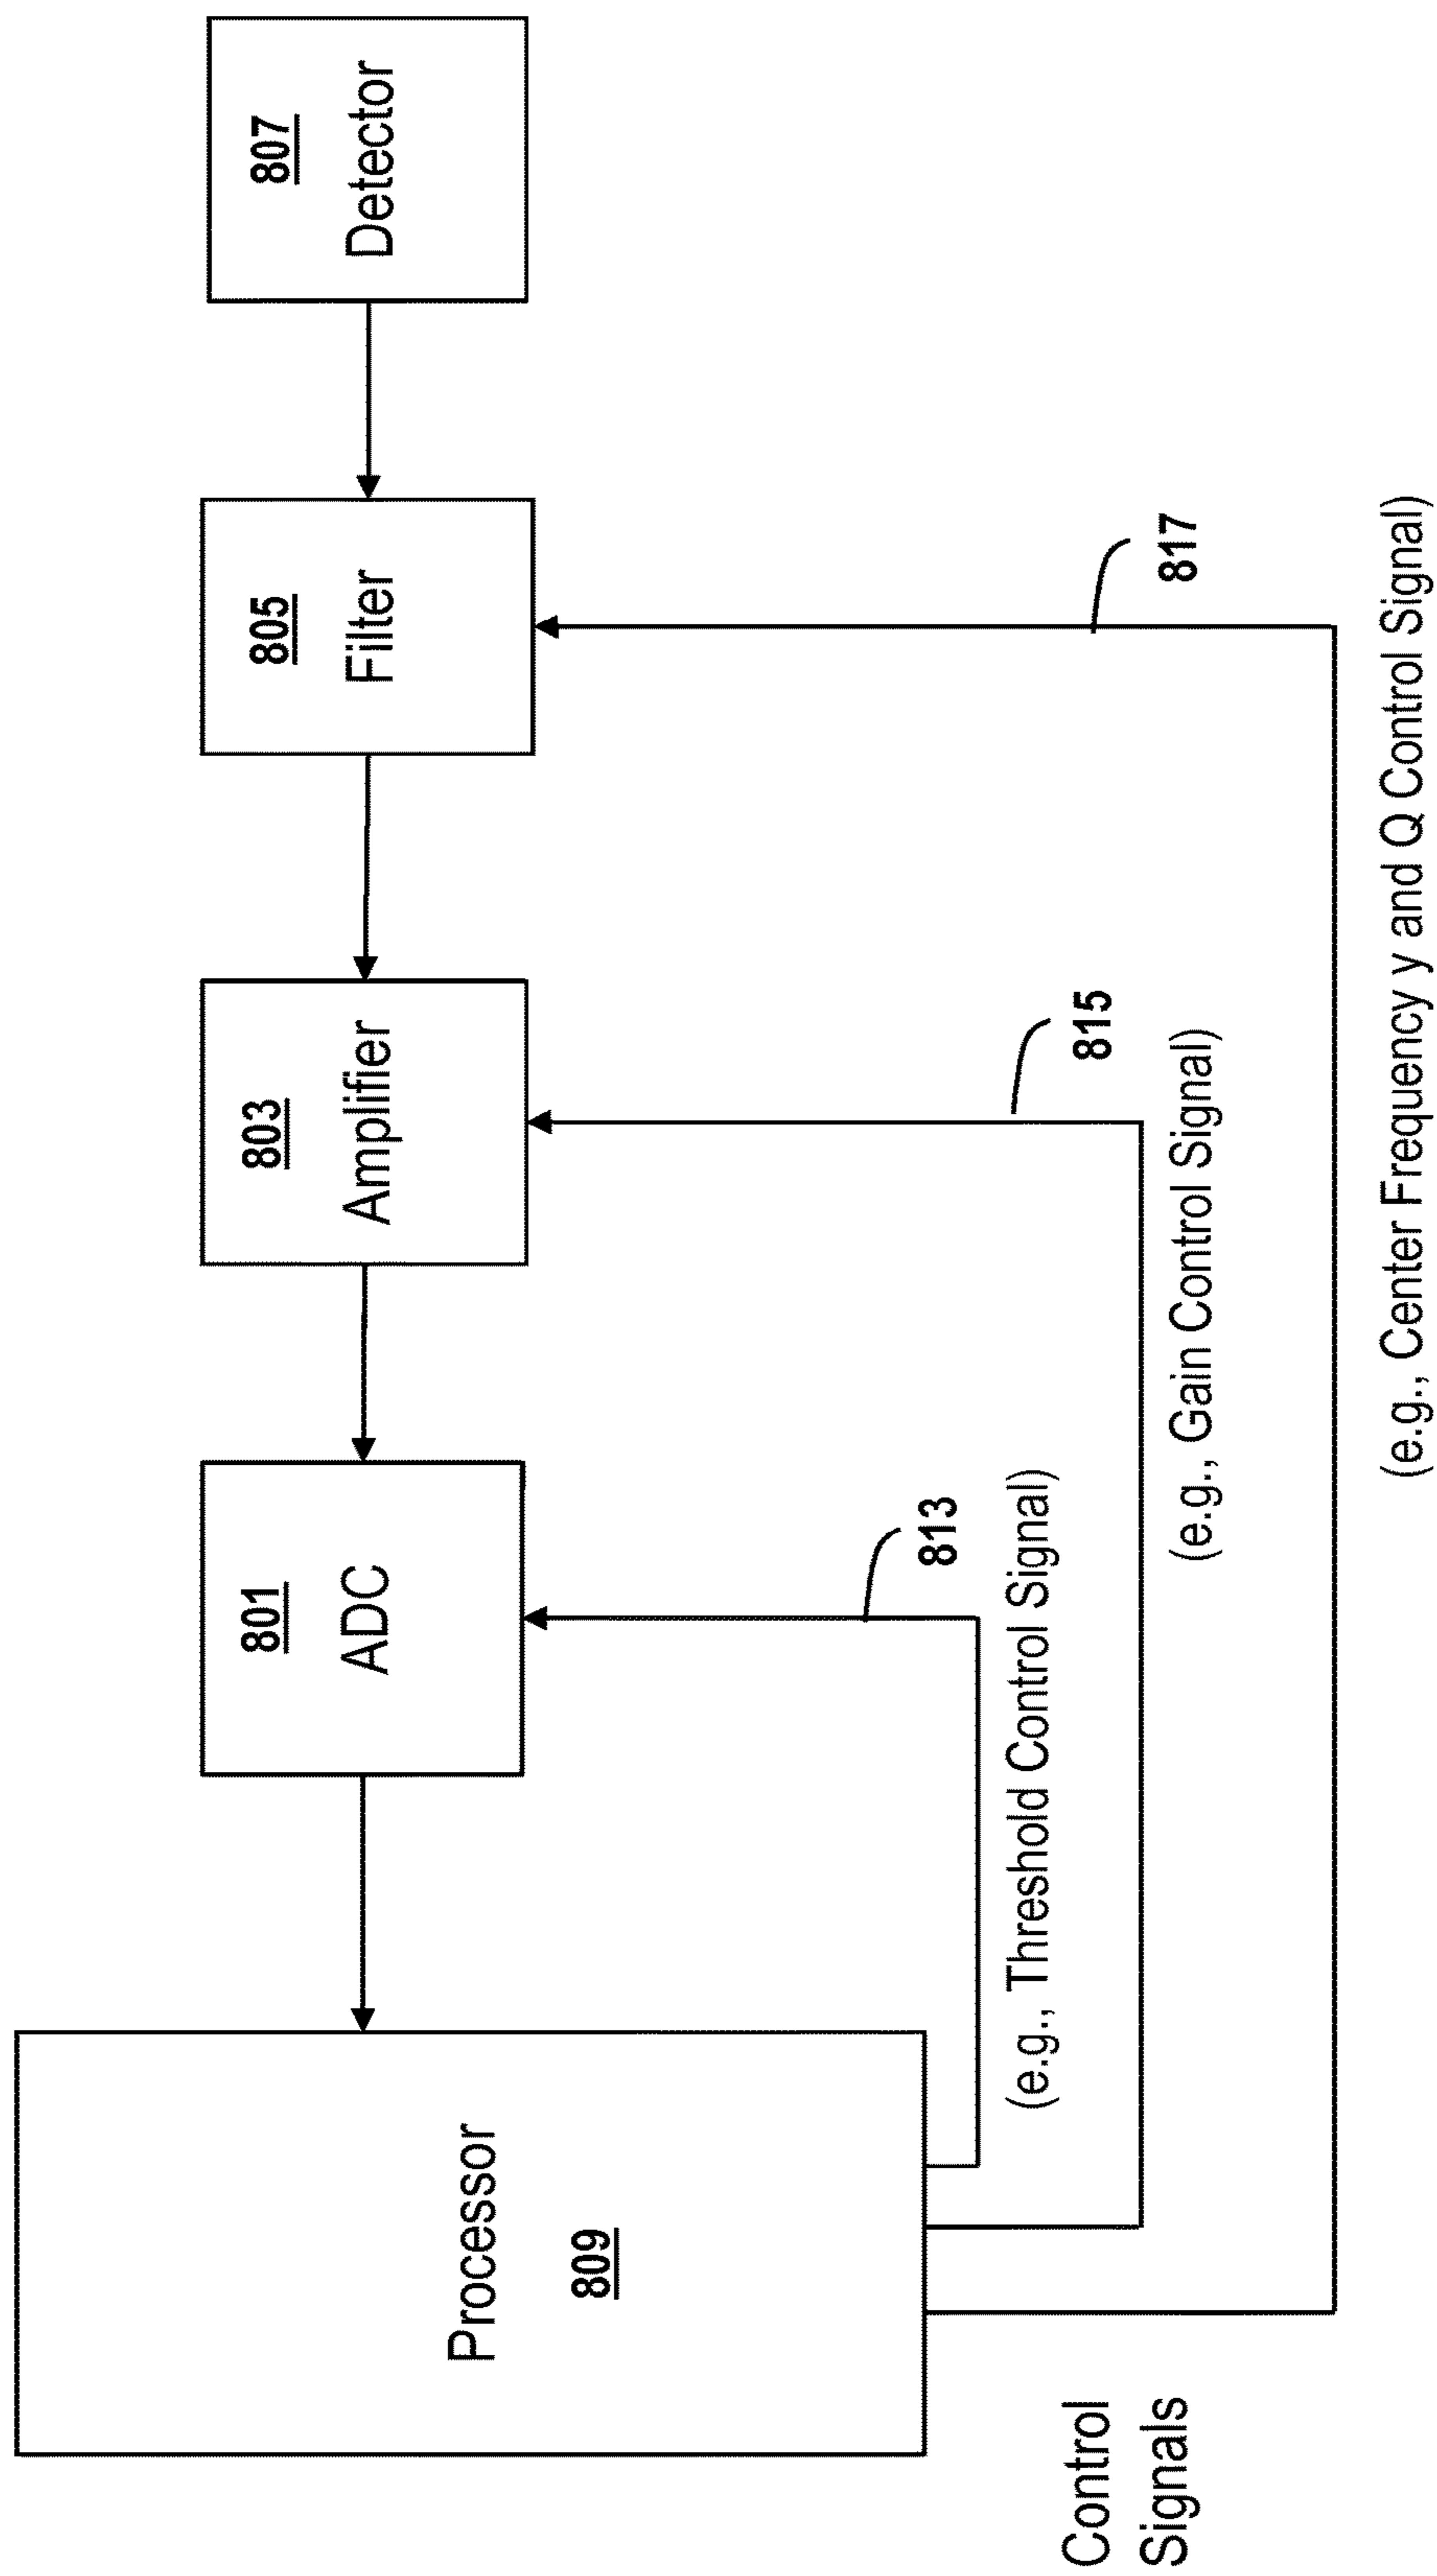 Processor
809
801
ADC
803
Amplifier
805
Filter
807
Detector
813
(e.g., Threshold Control Signal)
815
(e.g., Gain Control Signal)
817
(e.g., Center Frequency y and Q Control Signal)
Control
Signals